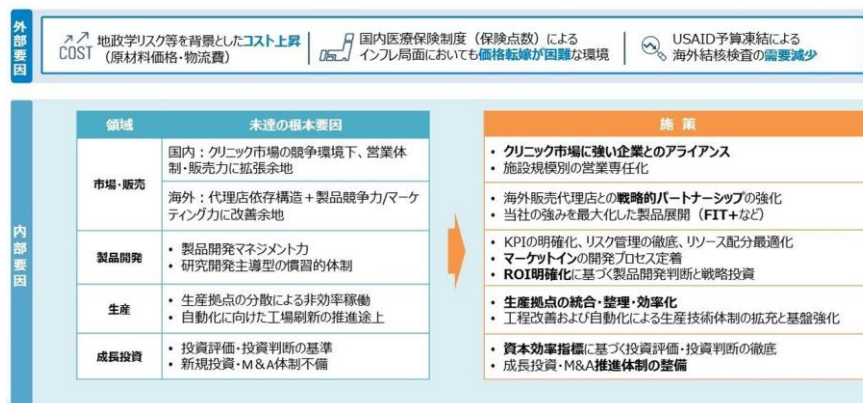 外部要因
COST
地政学リスク等を背景としたコスト上昇
（原材料価格・物流費）
国内医療保険制度（保険点数）による
インフレ局面においても価格転嫁が困難な環境
USAID予算凍結による
海外結核検査の需要減少
内部要因
領域
未達の根本要因
市場・販売
国内：クリニック市場の競争環境下、営業体
制・販売力に拡張余地
海外：代理店依存構造＋製品競争力/マーケ
ティング力に改善余地
製品開発
• 製品開発マネジメント力
• 研究開発主導型の慣習的体制
生産
• 生産拠点の分散による非効率稼働
• 自動化に向けた工場刷新の推進途上
成長投資
• 投資評価・投資判断の基準
• 新規投資・M&A体制不備
施 策
• クリニック市場に強い企業とのアライアンス
• 施設規模別の営業専任化
• 海外販売代理店との戦略的パートナーシップの強化
• 当社の強みを最大化した製品展開（FIT+など）
• KPIの明確化、リスク管理の徹底、リソース配分最適化
• マーケットインの開発プロセス定着
• ROI明確化に基づく製品開発判断と戦略投資
• 生産拠点の統合・整理・効率化
• 工程改善および自動化による生産技術体制の拡充と基盤強化
• 資本効率指標に基づく投資評価・投資判断の徹底
• 成長投資・M&A推進体制の整備